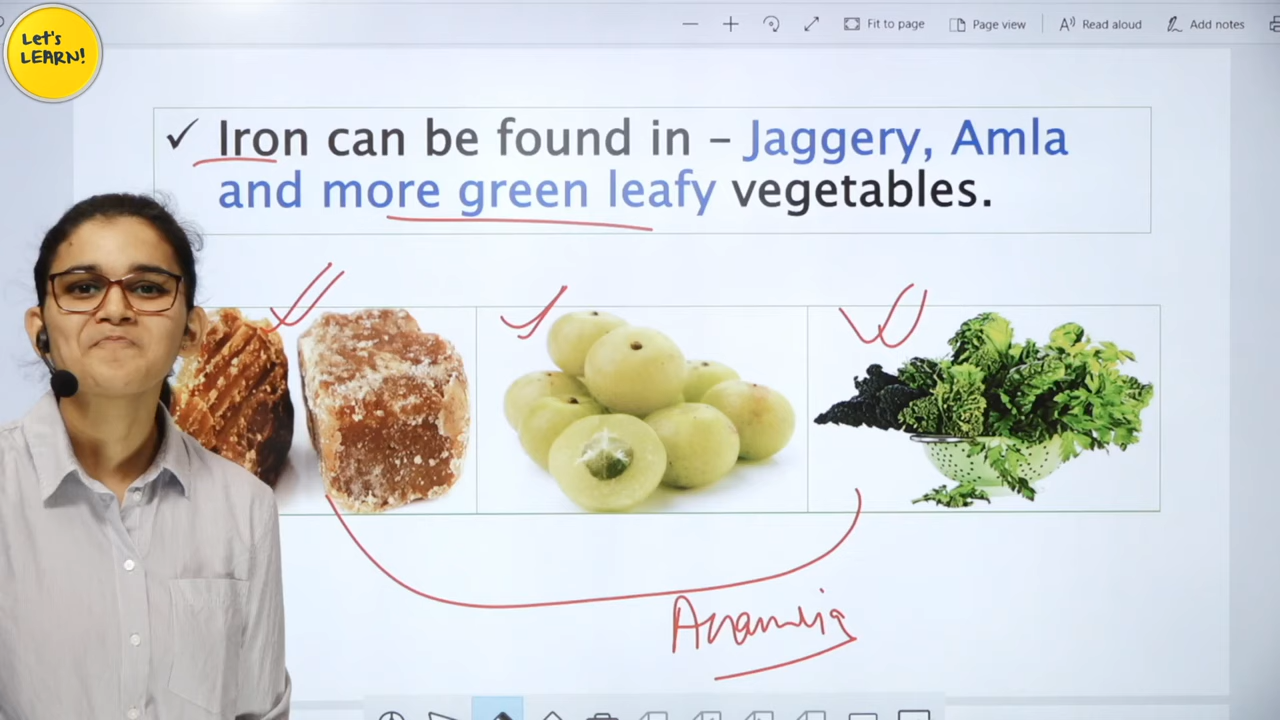 Let's
LEARN!
Fit to page
Page view
Read aloud
Add notes
✓ Iron can be found in – Jaggery, Amla
and more green leafy vegetables.